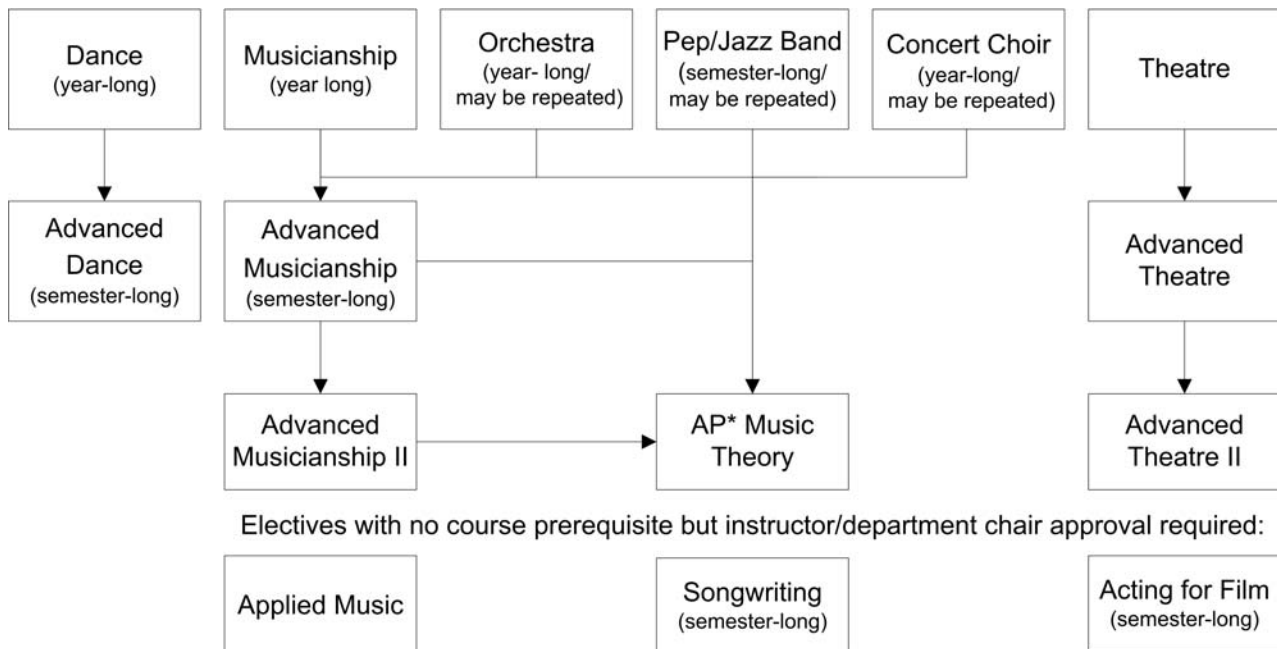 Dance
(year-long)
Musicianship
(year long)
Orchestra
(year- long/
may be repeated)
Pep/Jazz Band
(semester-long/
may be repeated)
Concert Choir
(year-long/
may be repeated)
Theatre
Advanced
Dance
(semester-long)
Advanced
Musicianship
(semester-long)
Advanced
Theatre
Advanced
Musicianship II
AP* Music
Theory
Advanced
Theatre II
Electives with no course prerequisite but instructor/department chair approval required:
Applied Music
Songwriting
(semester-long)
Acting for Film
(semester-long)